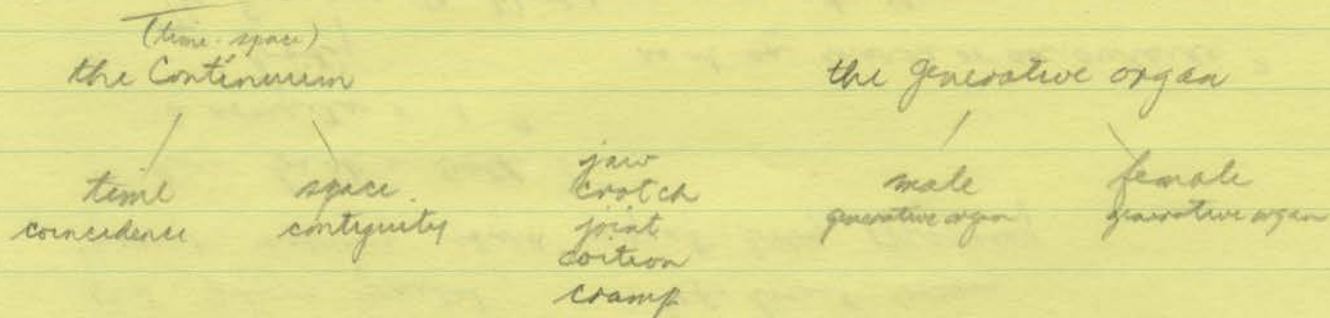 (time-space)
the Continuum
the generative organ
time
space
coincidence
contiguity
jaw
crotch
joint
coition
cramp
male
generative organ
female
generative organ